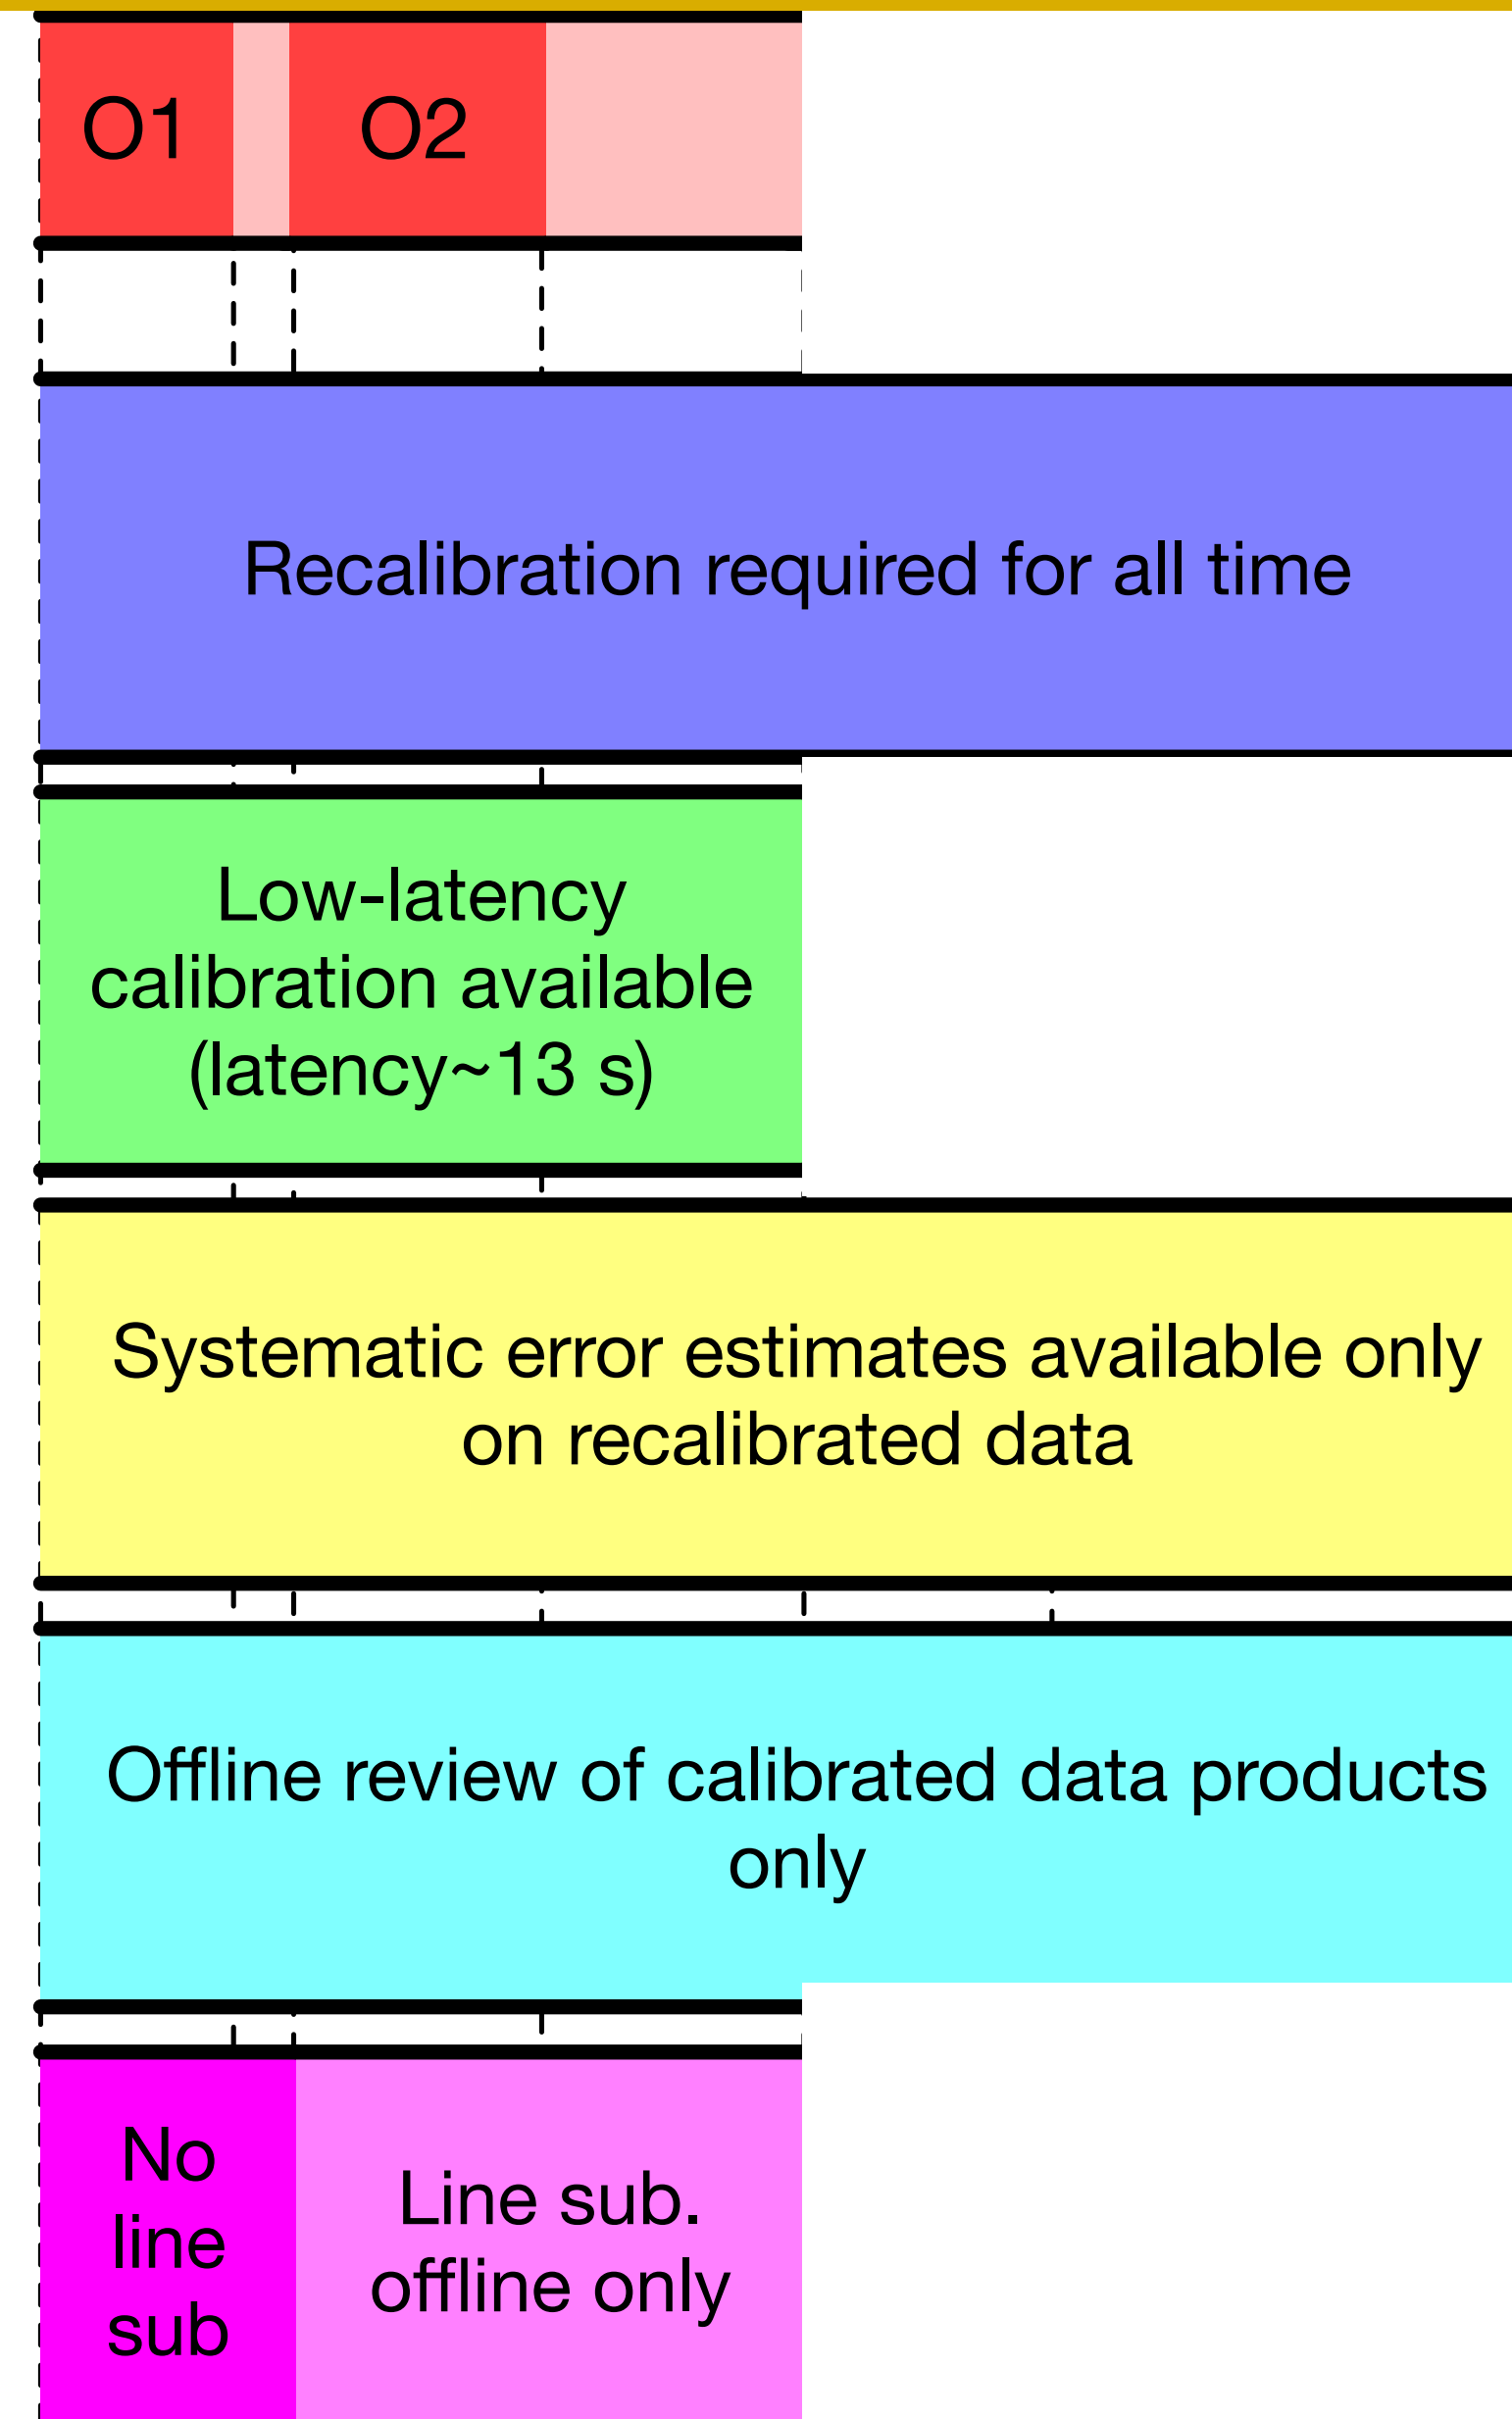 O1
O2
Recalibration required for all time
Low-latency
calibration available
(latency~13 s)
Systematic error estimates available only
on recalibrated data
Offline review of calibrated data products
only
No
line
sub
Line sub.
offline only